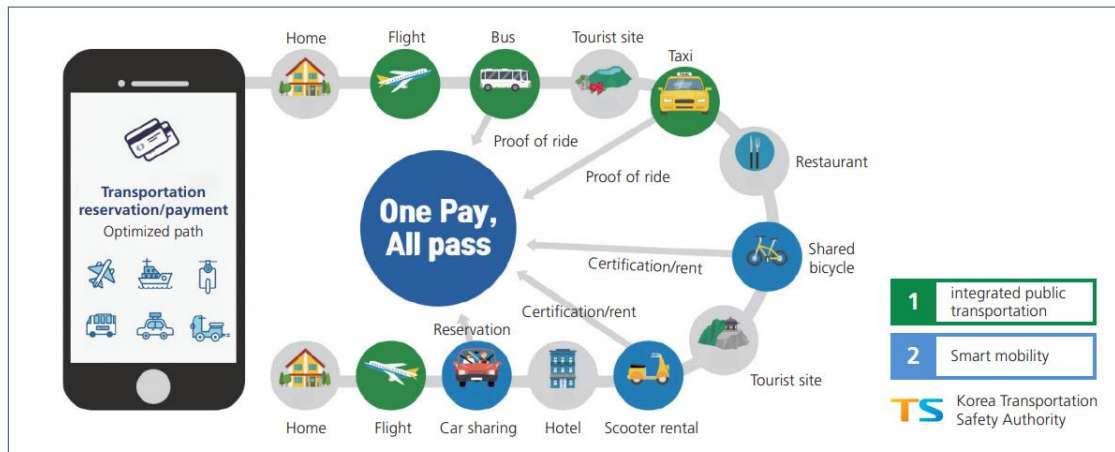 Home
Flight
Bus
Tourist site
Taxi
TAXI
Transportation
reservation/payment
Optimized path
Proof of ride
Proof of ride
One Pay,
All pass
Restaurant
Shared
bicycle
Certification/rent
Certification/rent
Reservation
Tourist site
Home
Flight
Car sharing
Hotel
Scooter rental
1
integrated public
transportation
2
Smart mobility
TS
Korea Transportation
Safety Authority